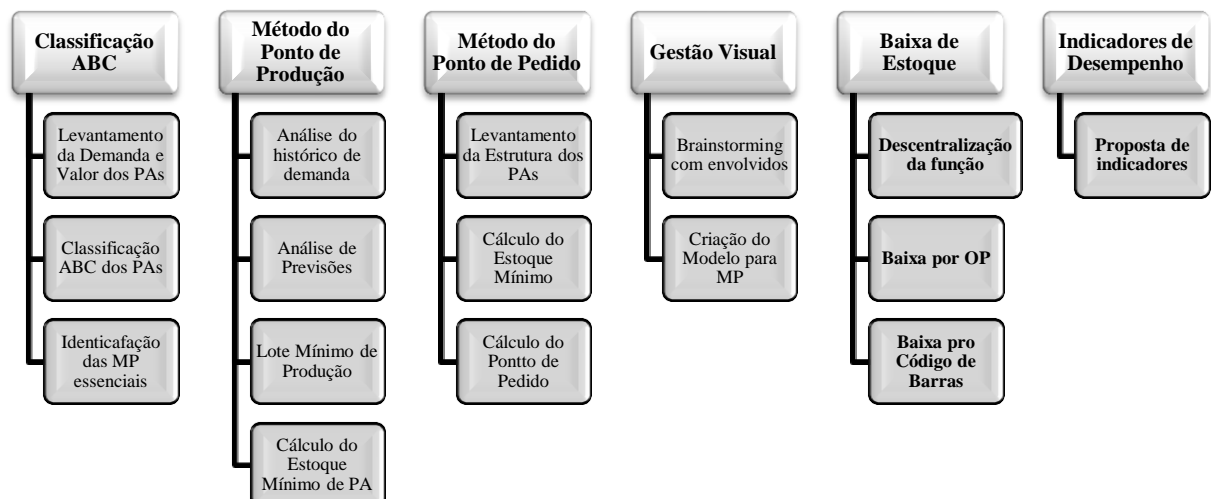 Classificação
ABC
Levantamento
da Demanda e
Valor dos PAs
Classificação
ABC dos PAs
Identicafação
das MP
essenciais
Método do
Ponto de
Produção
Análise do
histórico de
demanda
Análise de
Previsões
Lote Mínimo de
Produção
Cálculo do
Estoque
Mínimo de PA
Método do
Ponto de Pedido
Levantamento
da Estrutura dos
PAs
Cálculo do
Estoque
Mínimo
Cálculo do
Pontto de
Pedido
Gestão Visual
Brainstorming
com envolvidos
Criação do
Modelo para
MP
Baixa de
Estoque
Descentralização
da função
Baixa por OP
Baixa pro
Código de
Barras
Indicadores de
Desempenho
Proposta de
indicadores